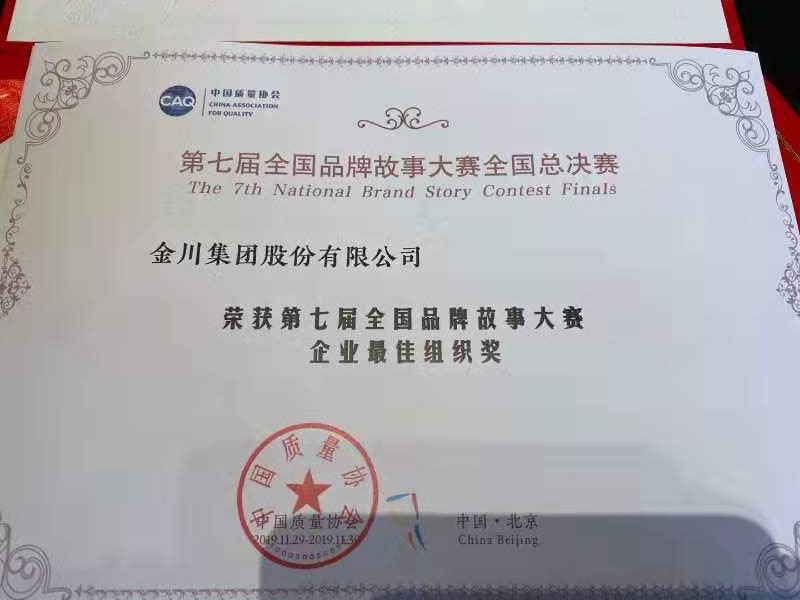 CAQ
中国质量协会
CHINA ASSOCIATION
FOR QUALITY
第七届全国品牌故事大赛全国总决赛
The 7th National Brand Story Contest Finals
金川集团股份有限公司
荣获第七届全国品牌故事大赛
企业最佳组织奖
中国质量协会
中国质量协会
2019.11.29-2019.11.30
中国·北京
China Beijing